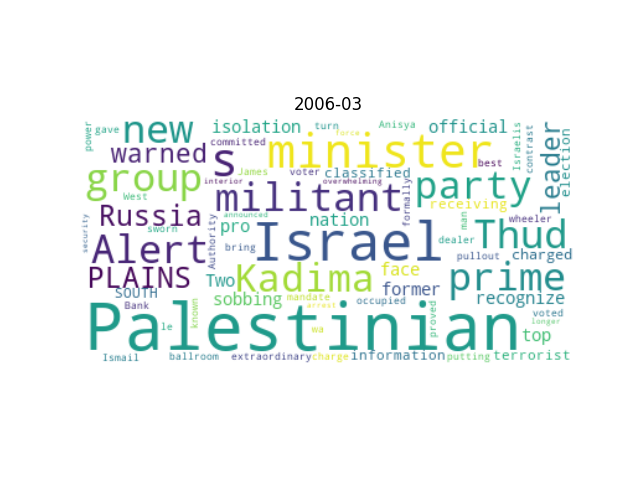 2006-03
power
gave
new
isolation
turn
Anisya
official
force
Israelis
contrast
leader
election
warned
s
committed
minister
best
group
James
voter
classified
interior
overwhelming
West
militant
formally
party
receiving
Russia
sworn
announced
pro
nation
man
wheeler
security
Alert
Authority
bring
Israel
dealer
Thud
pullout
charged
PLAINS
Two
Kadima
face
former
prime
recognize
SOUTH
Bank
sobbing
mandate
arrest
occupied
known
Palestinian
le
wa
proved
voted
longer
top
Ismail
ballroom
extraordinary
charge
information
putting
terrorist